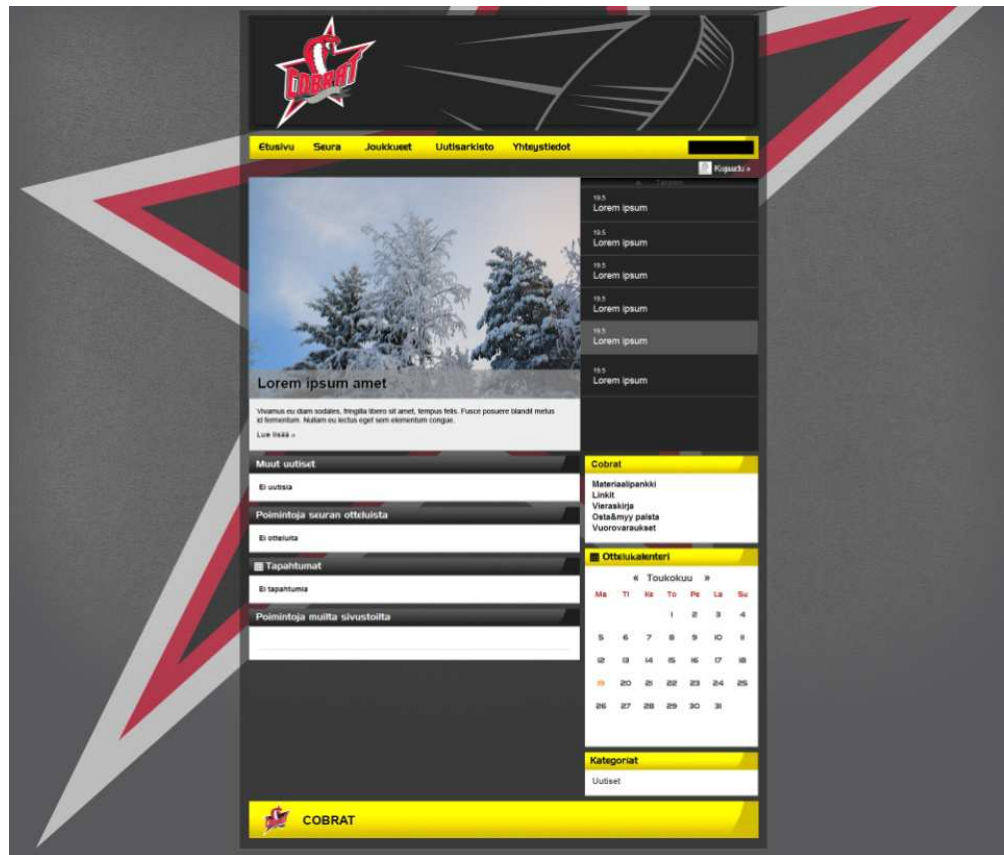 COBRAT
Etusivu Seura Joukkueet Uutisarkisto Yhteystiedot
Kirjaudu »
19.5
Lorem ipsum
19.5
Lorem ipsum
19.5
Lorem ipsum
19.5
Lorem ipsum
19.5
Lorem ipsum
19.5
Lorem ipsum
Lorem ipsum amet
Vivamus eu diam sodales, fringilla libero sit amet, tempus felis. Fusce posuere blandit metus
id fermentum. Nullam eu lectus eget sem elementum congue.
Lue lisää »
Muut uutiset
Ei uutisia
Poimintoja seuran otteluista
Ei otteluita
Tapahtumat
Ei tapahtumia
Poimintoja muilta sivustoilta
Cobrat
Materiaalipankki
Linkit
Vieraskirja
Osta&myy palsta
Vuorovaraukset
Ottelukalenteri
« Toukokuu »
Ma Ti Ke To Pe La Su
1 2 3 4
5 6 7 8 9 10 11
12 13 14 15 16 17 18
19 20 21 22 23 24 25
26 27 28 29 30 31
Kategoriat
Uutiset
COBRAT